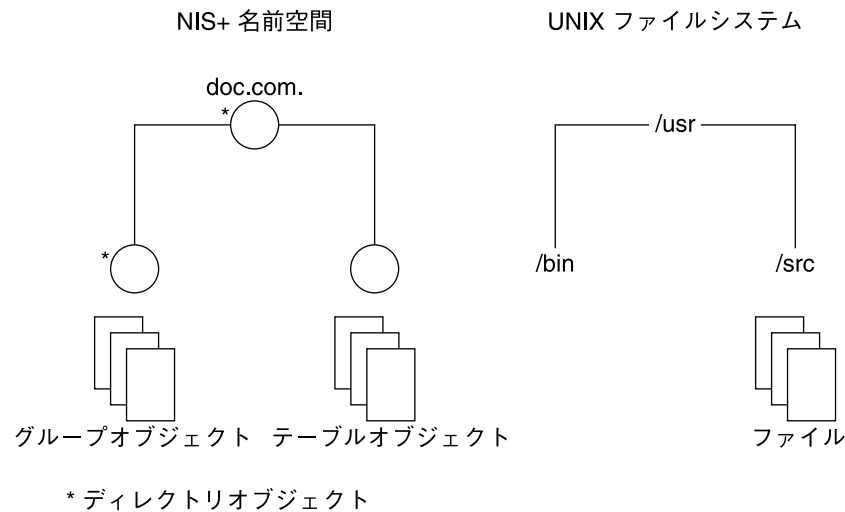 NIS+ 名前空間
UNIX ファイルシステム
doc.com.
*
/usr
*
/bin
/src
グループオブジェクト
テーブルオブジェクト
ファイル
* ディレクトリオブジェクト